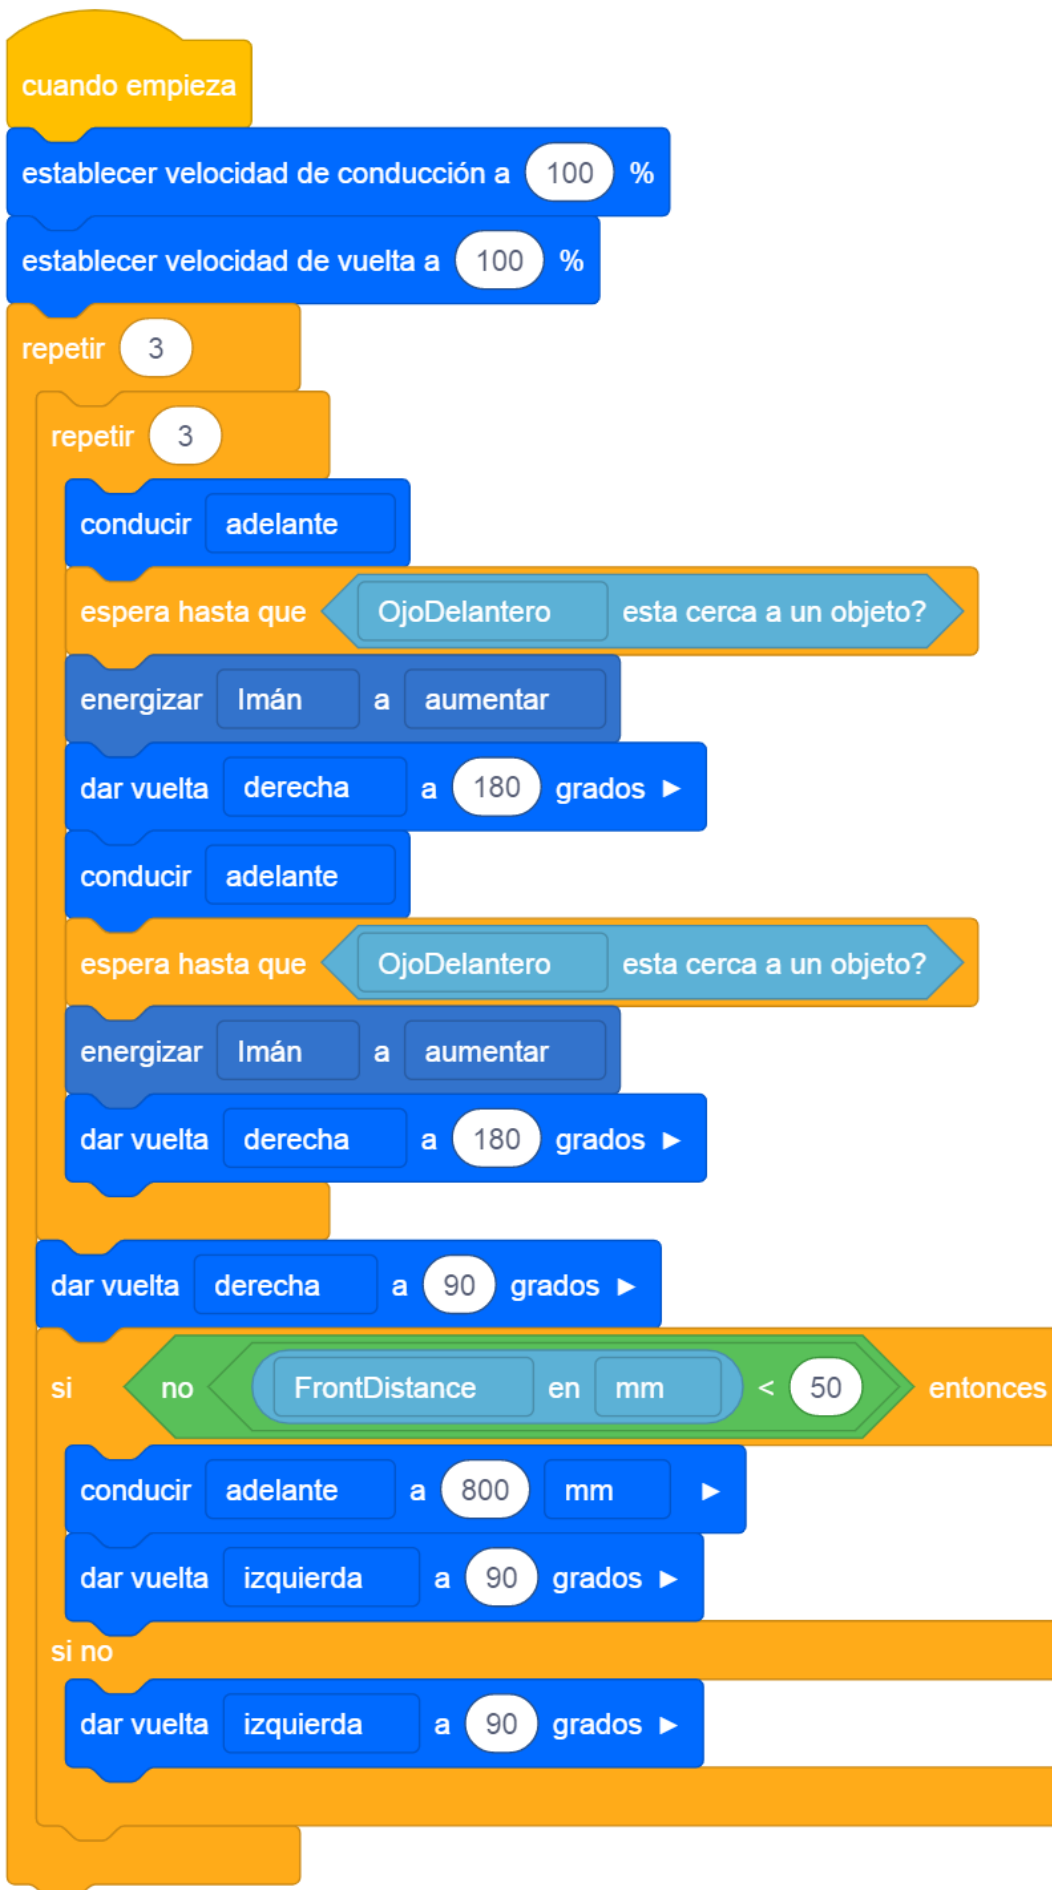 cuando empieza
establecer velocidad de conducción a 100 %
establecer velocidad de vuelta a 100 %
repetir 3
repetir 3
conducir adelante
espera hasta que OjoDelantero esta cerca a un objeto?
energizar Imán a aumentar
dar vuelta derecha a 180 grados ▶
conducir adelante
espera hasta que OjoDelantero esta cerca a un objeto?
energizar Imán a aumentar
dar vuelta derecha a 180 grados ▶
dar vuelta derecha a 90 grados ▶
si no FrontDistance en mm < 50 entonces
conducir adelante a 800 mm ▶
dar vuelta izquierda a 90 grados ▶
si no
dar vuelta izquierda a 90 grados ▶